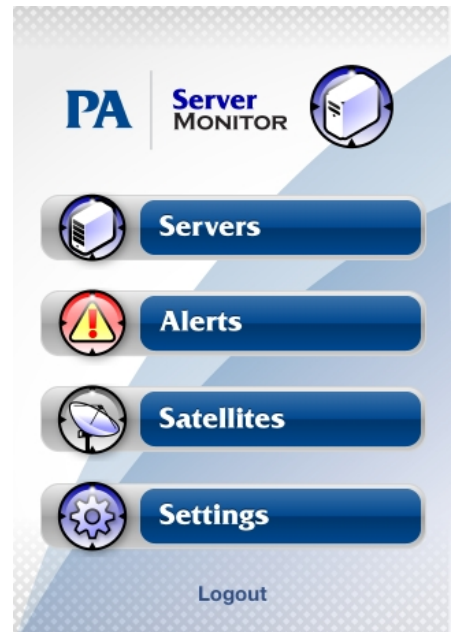 PA
Server
MONITOR
Servers
Alerts
Satellites
Settings
Logout